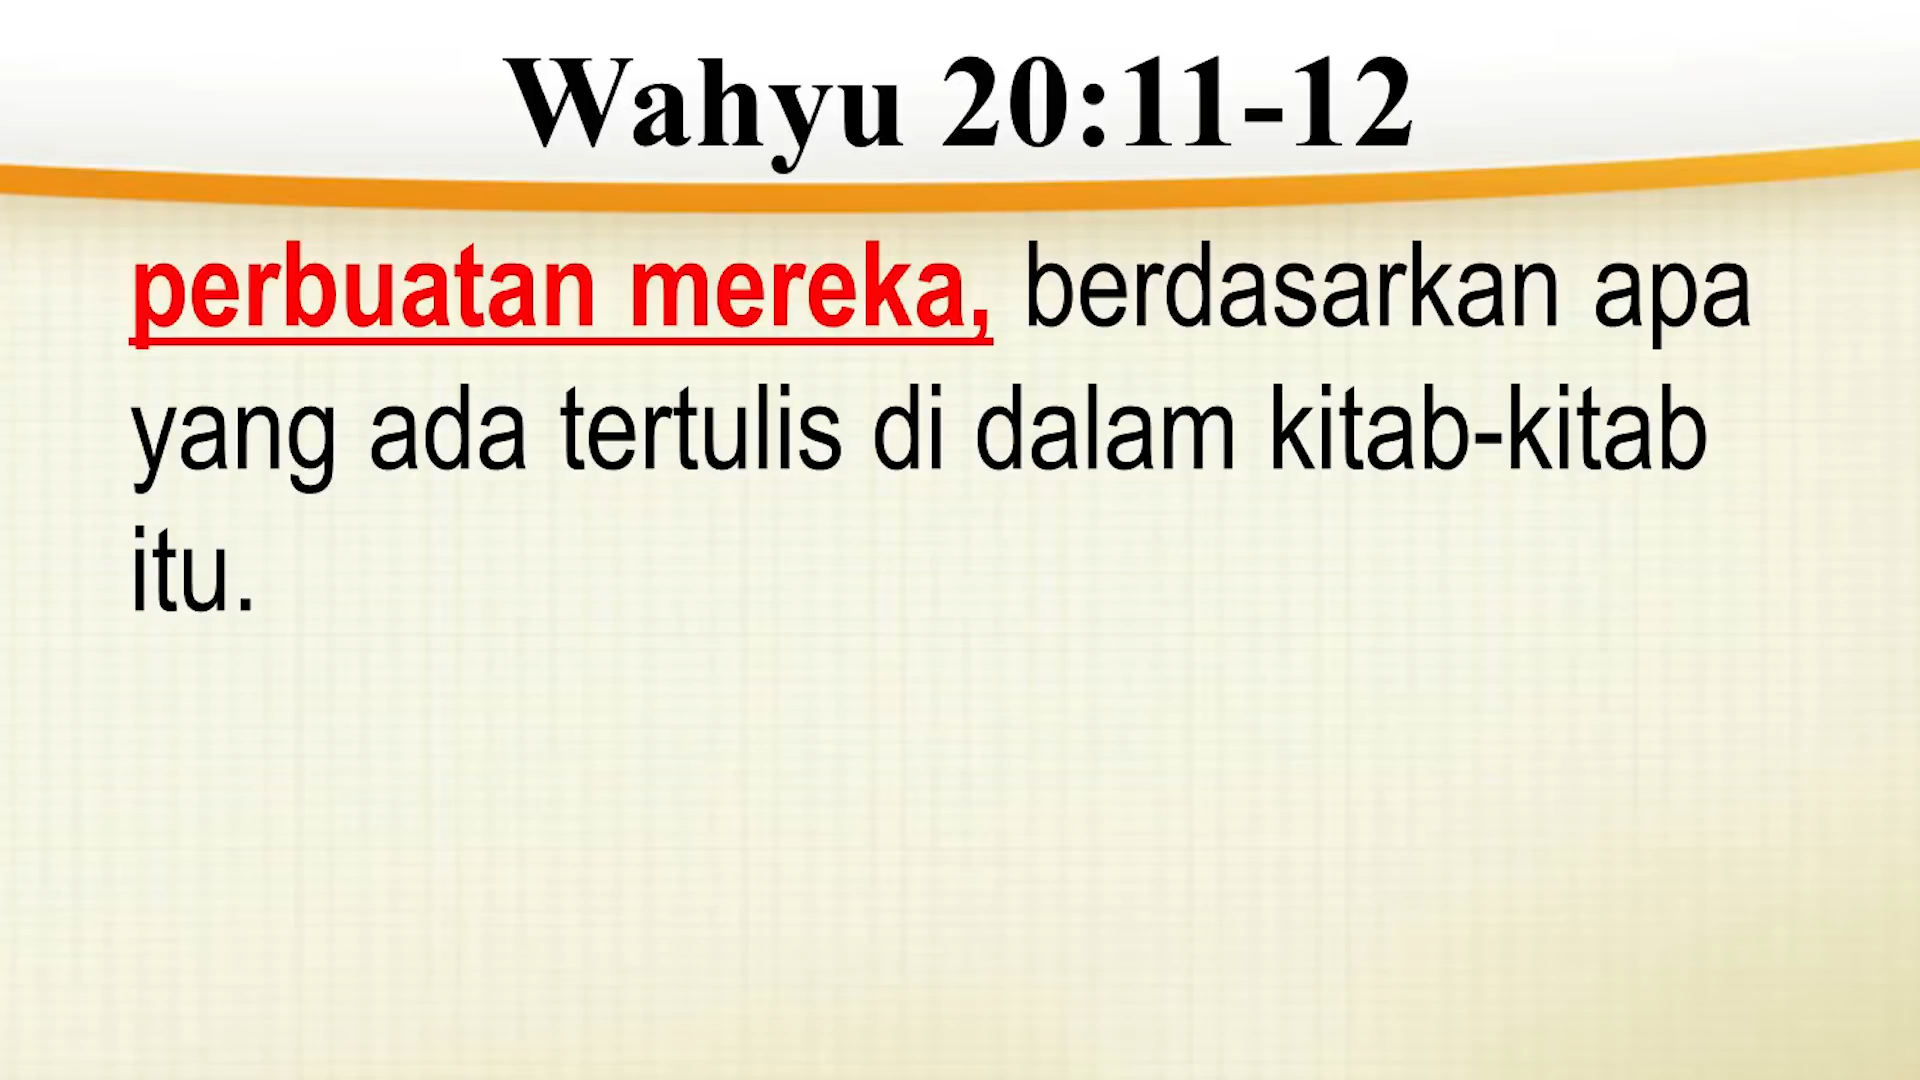 Wahyu 20:11-12
perbuatan mereka, berdasarkan apa
yang ada tertulis di dalam kitab-kitab
itu.